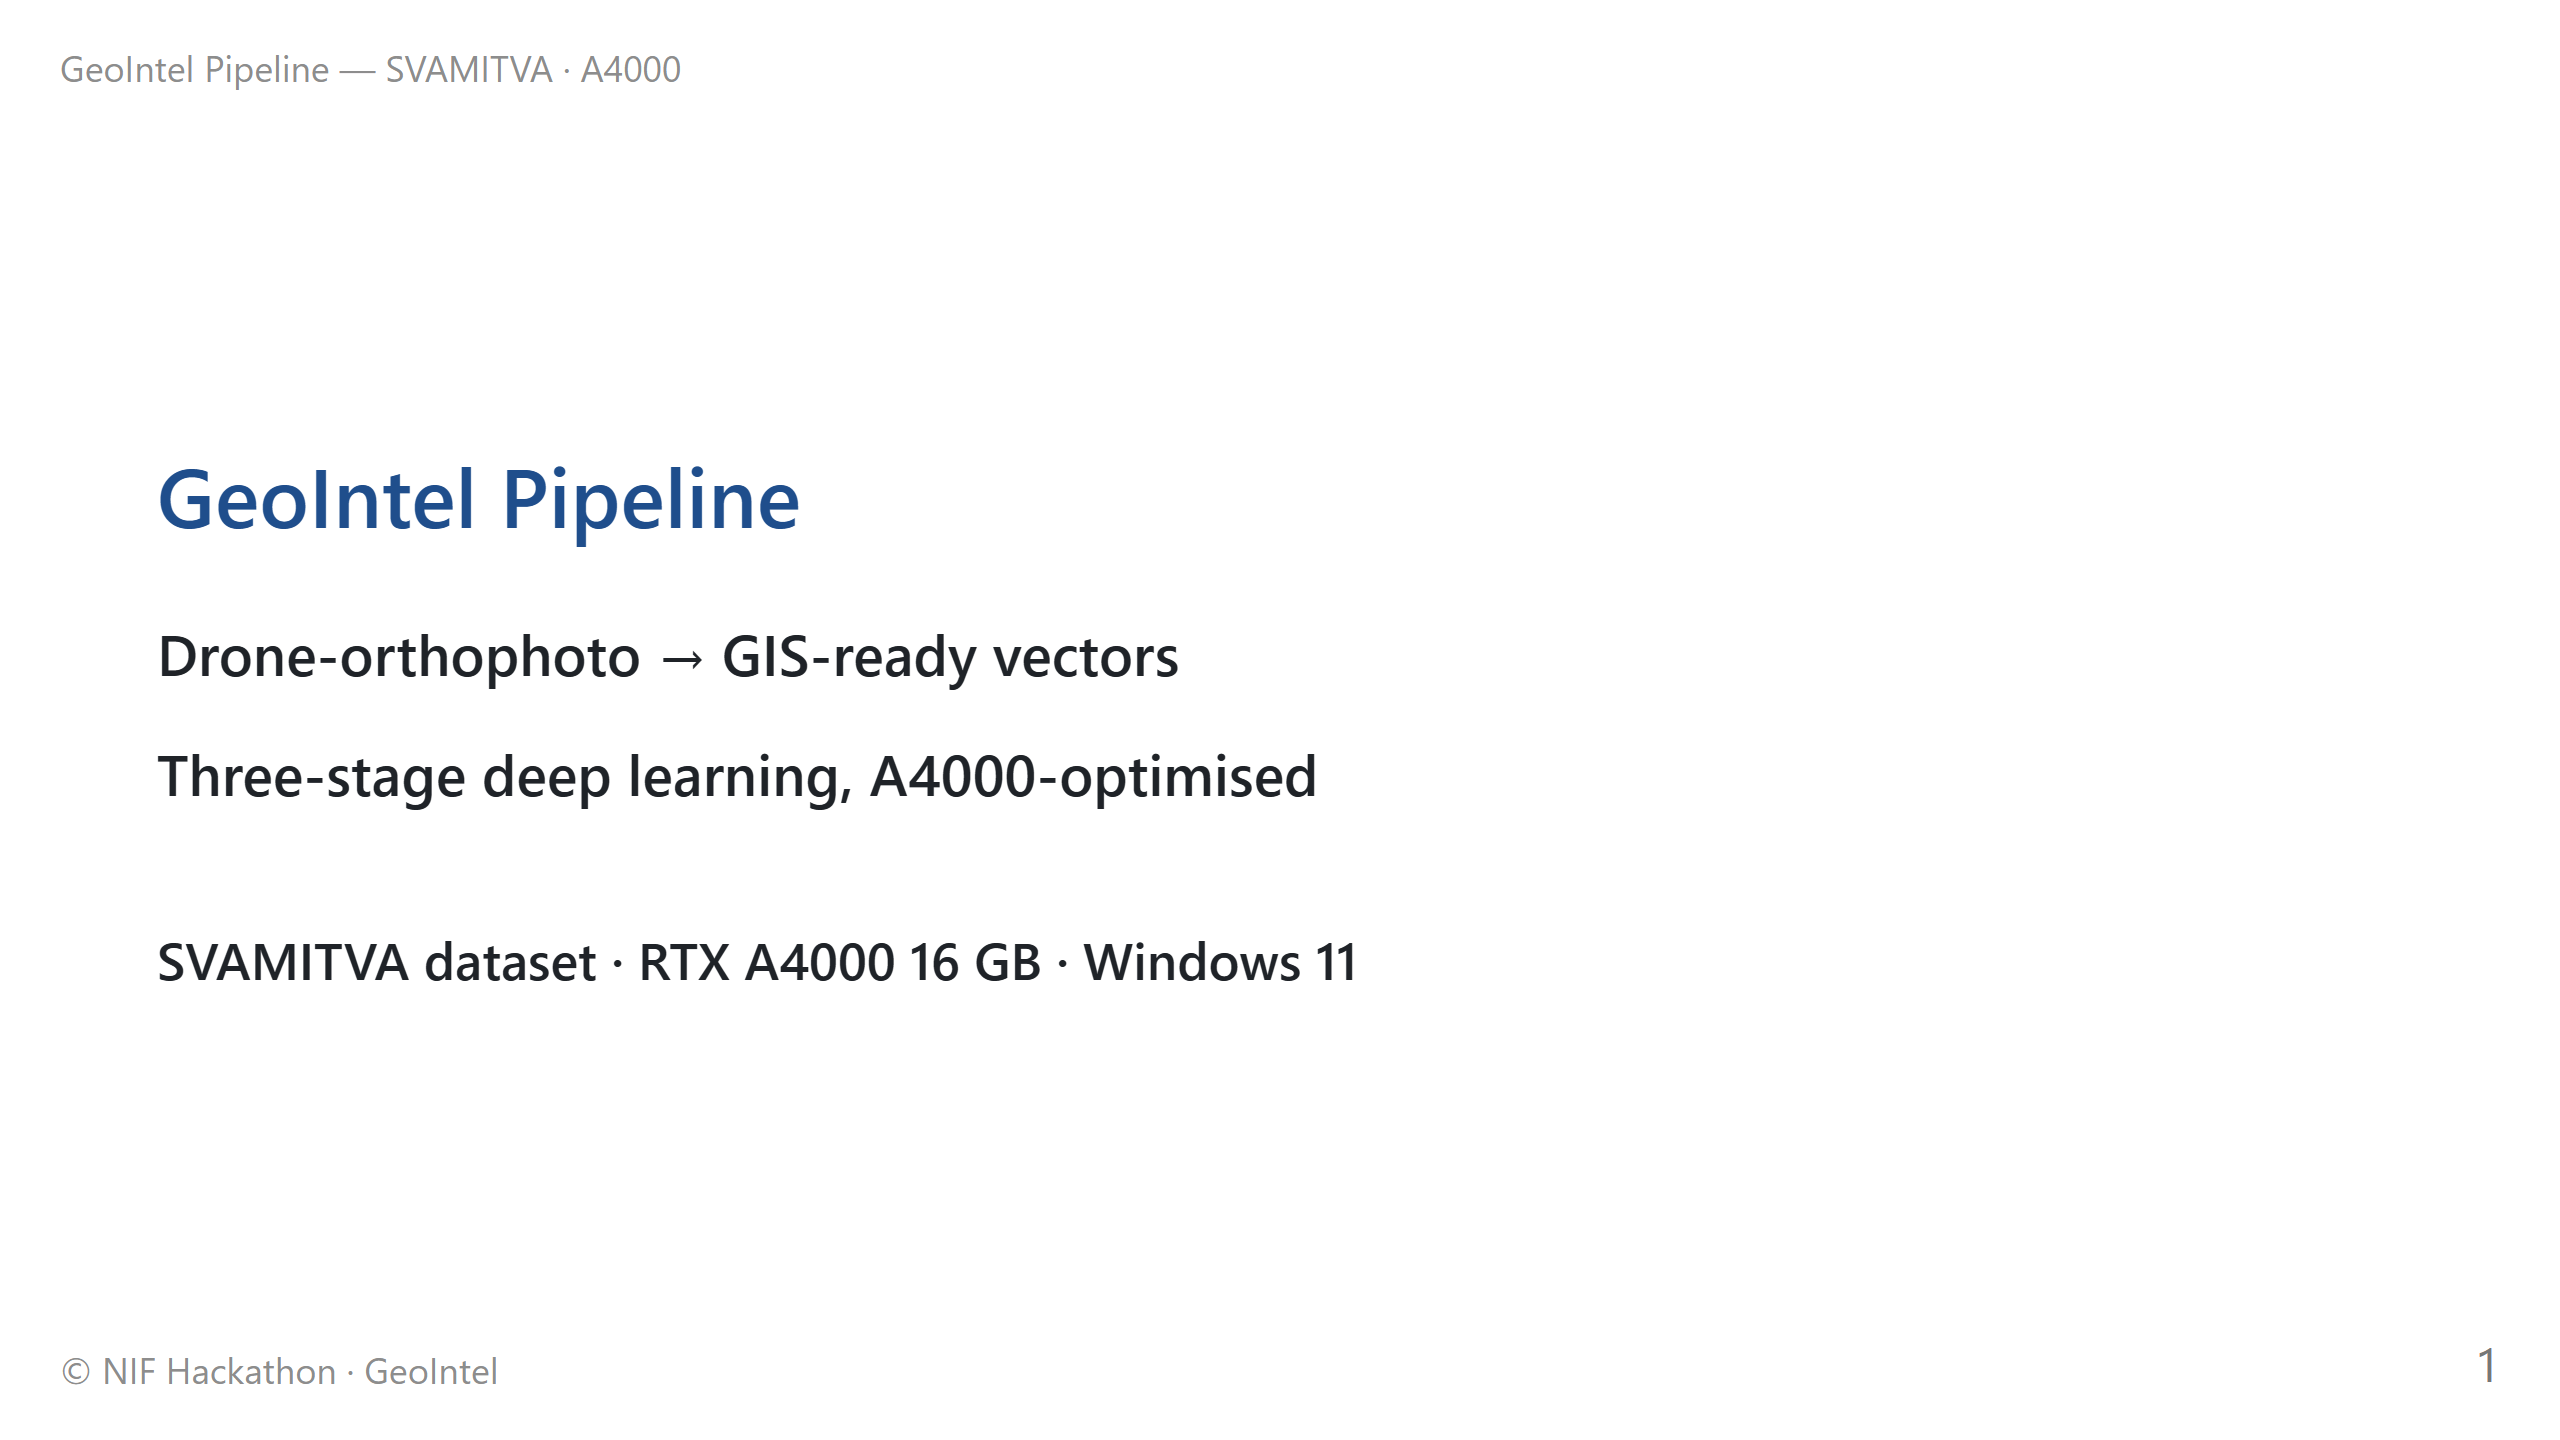 GeoIntel Pipeline — SVAMITVA · A4000
GeoIntel Pipeline
Drone-orthophoto → GIS-ready vectors
Three-stage deep learning, A4000-optimised
SVAMITVA dataset · RTX A4000 16 GB · Windows 11
© NIF Hackathon · GeoIntel
1